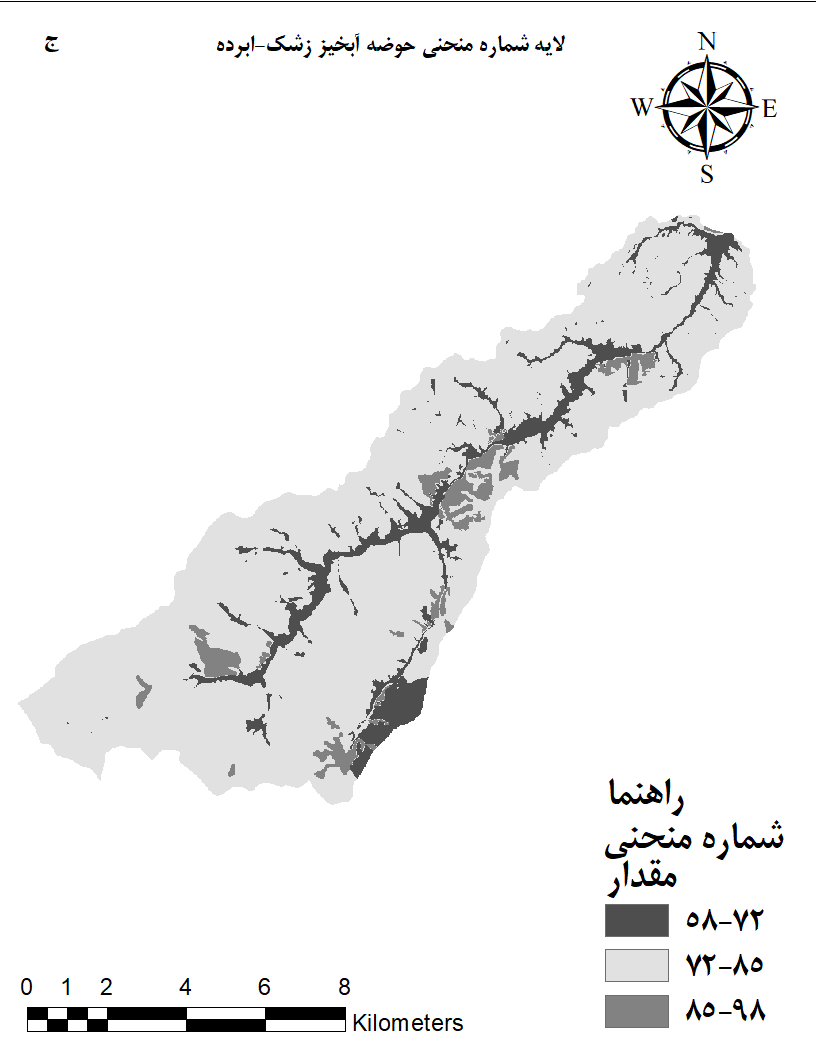 لایه شماره منحنی حوضه آبخیز زشک-ابرده
ج
N
W
E
S
راهنما
شماره منحنی
مقدار
۵۸-۷۲
۷۲-۸۵
۸۵-۹۸
0 1 2 4 6 8
Kilometers